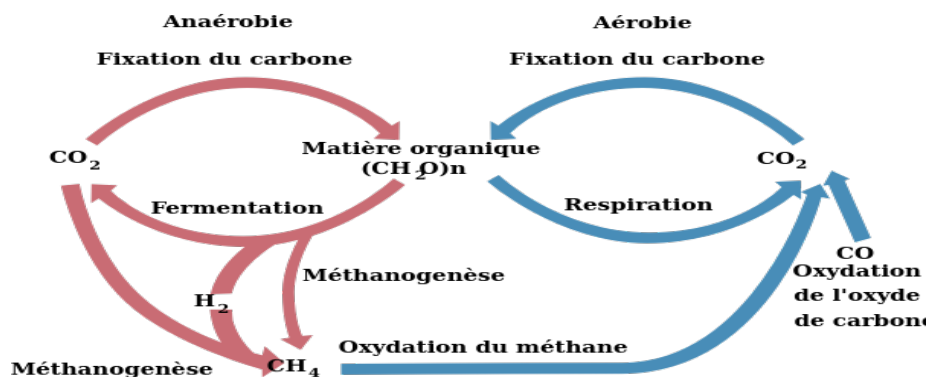 Anaérobie
Aérobie
Fixation du carbone
Fixation du carbone
CO2
Matière organique
(CH2O)n
CO2
Fermentation
Respiration
Méthanogenèse
H2
CO
Oxydation
de l'oxyde
de carbone
Méthanogenèse
CH4
Oxydation du méthane